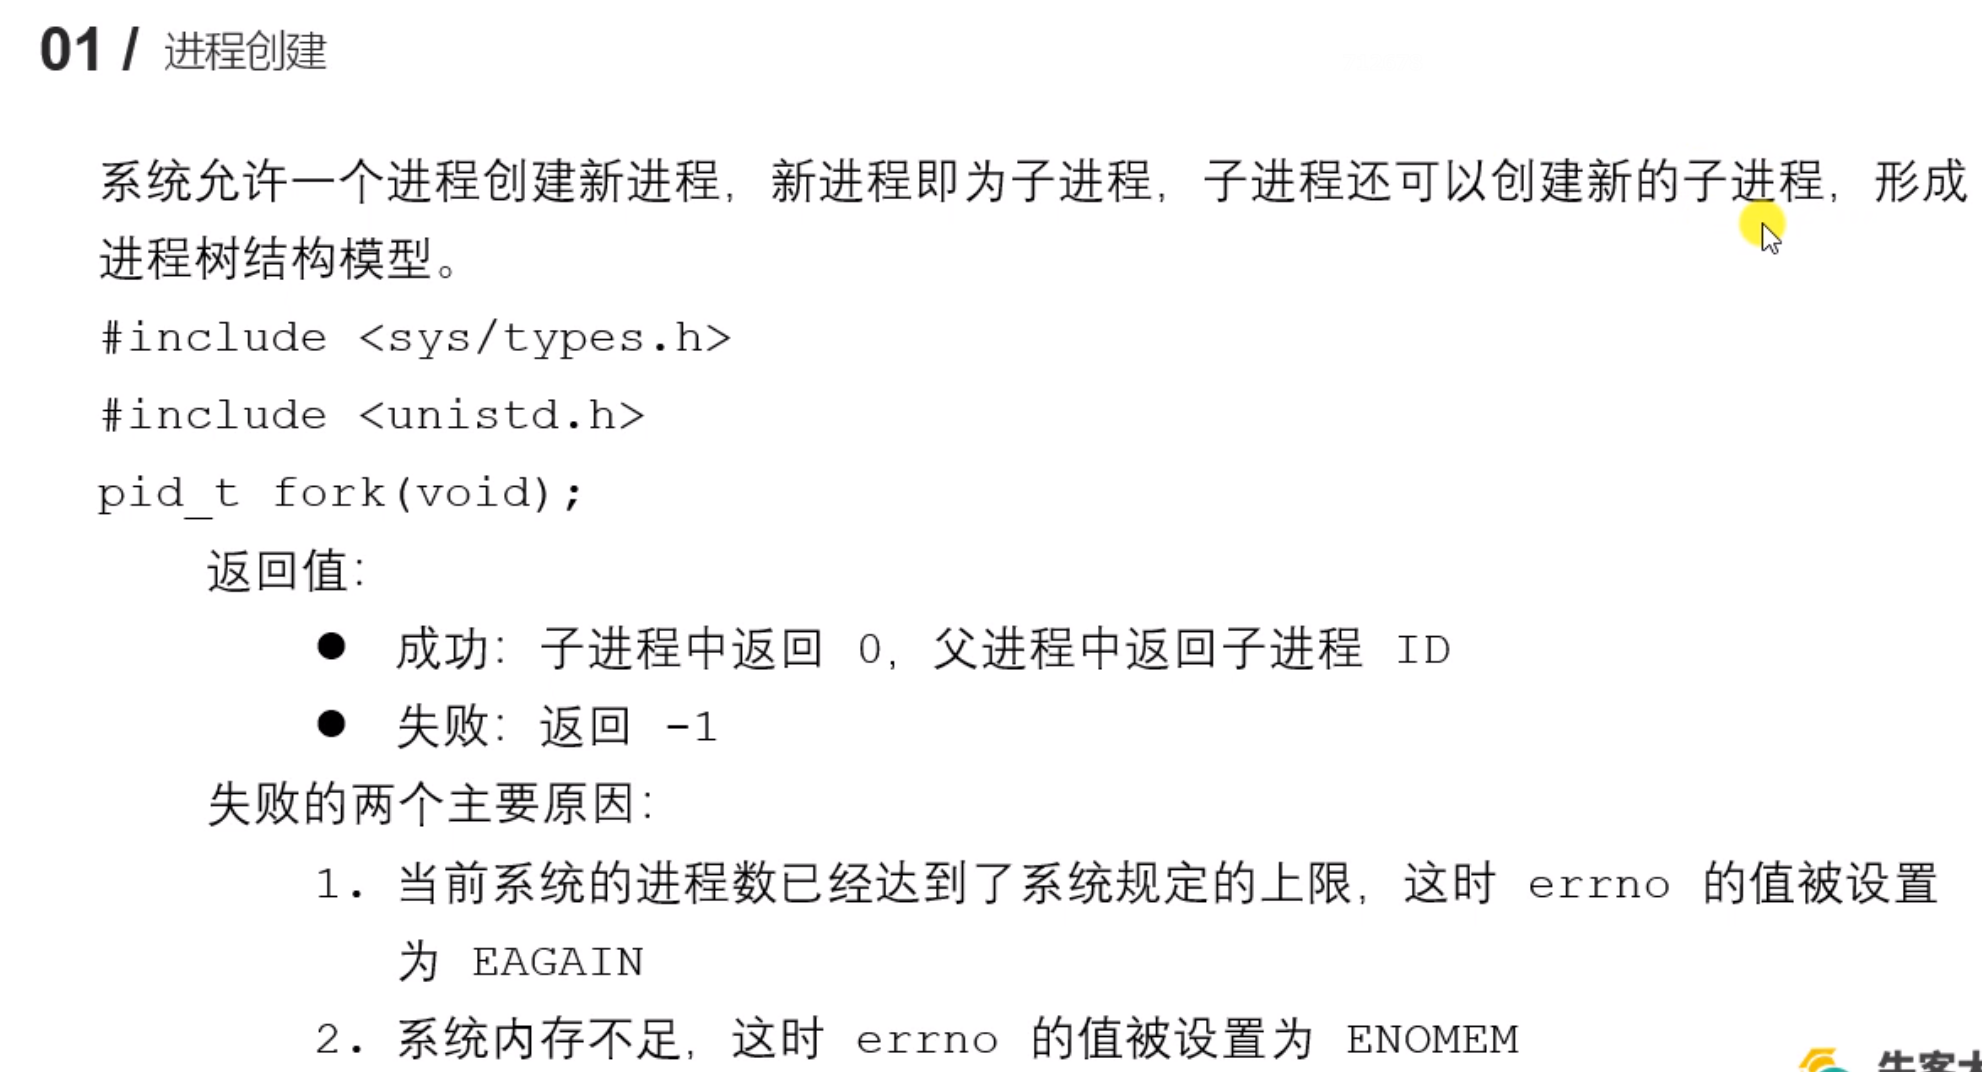 01 / 进程创建
系统允许一个进程创建新进程，新进程即为子进程，子进程还可以创建新的子进程，形成
进程树结构模型。
#include <sys/types.h>
#include <unistd.h>
pid_t fork(void);
返回值：
● 成功：子进程中返回 0，父进程中返回子进程 ID
● 失败：返回 -1
失败的两个主要原因：
1. 当前系统的进程数已经达到了系统规定的上限，这时 errno 的值被设置
为 EAGAIN
2. 系统内存不足，这时 errno 的值被设置为 ENOMEM